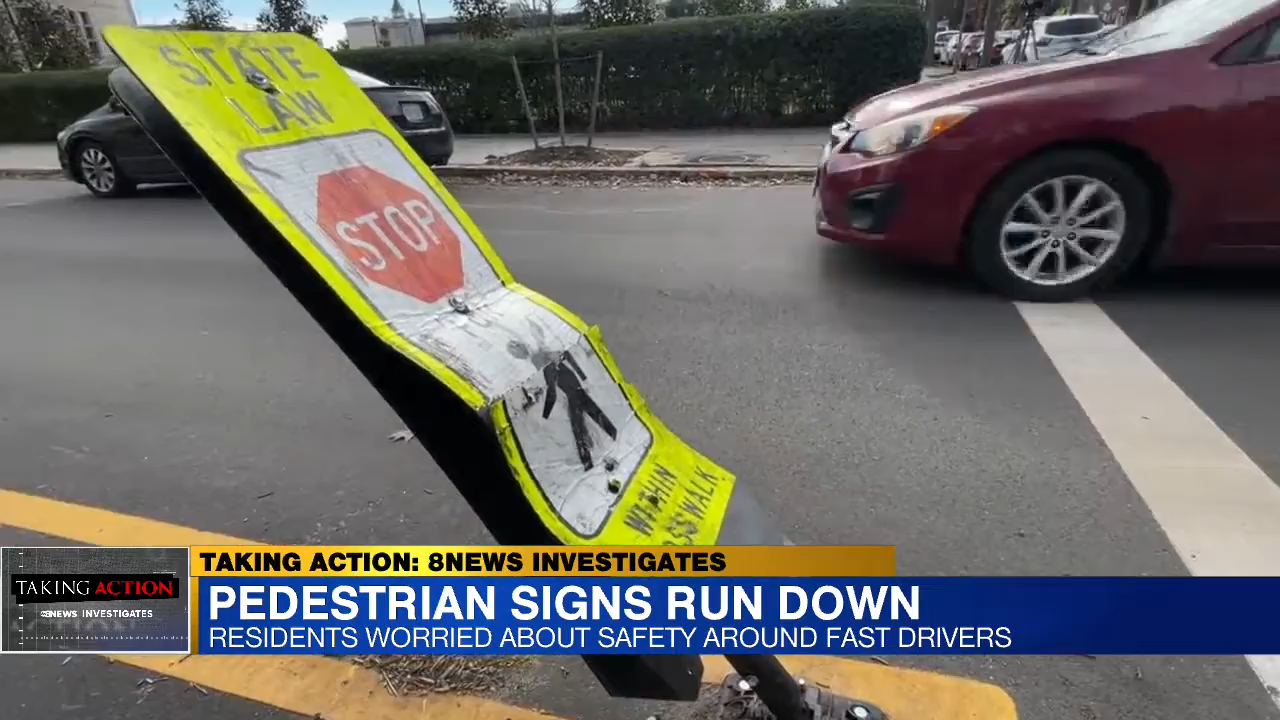 STATE
LAW
STOP
WITHIN
TAKING ACTION: 8NEWS INVESTIGATES
TAKING ACTION
8NEWS INVESTIGATES
PEDESTRIAN SIGNS RUN DOWN
RESIDENTS WORRIED ABOUT SAFETY AROUND FAST DRIVERS